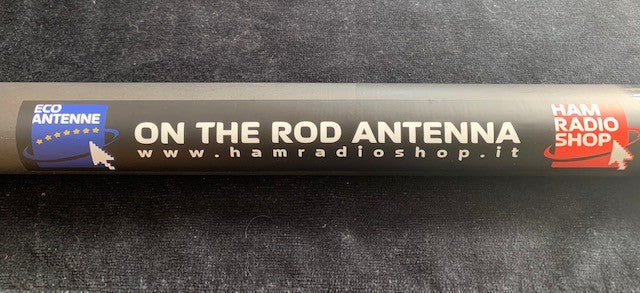 ECO
ANTENNE
ON THE ROD ANTENNA
www.hamradioshop.it
HAM
RADIO
SHOP